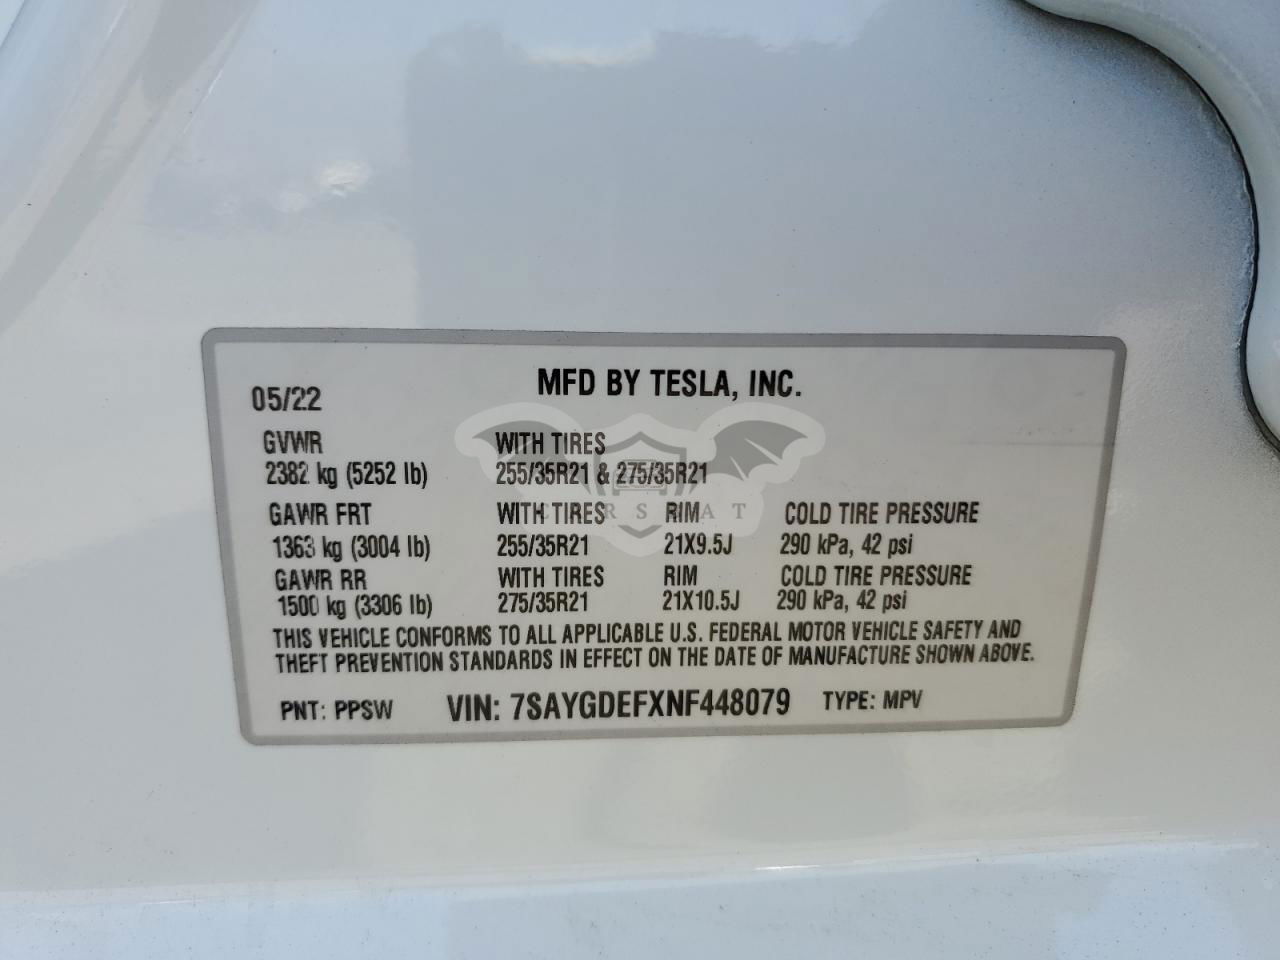 MFD BY TESLA, INC.
05/22
GVWR WITH TIRES
2382 kg (5252 lb) 255/35R21 & 275/35R21
GAWR FRT WITH TIRES RIM COLD TIRE PRESSURE
1363 kg (3004 lb) 255/35R21 21X9.5J 290 kPa, 42 psi
GAWR RR WITH TIRES RIM COLD TIRE PRESSURE
1500 kg (3306 lb) 275/35R21 21X10.5J 290 kPa, 42 psi
THIS VEHICLE CONFORMS TO ALL APPLICABLE U.S. FEDERAL MOTOR VEHICLE SAFETY AND
THEFT PREVENTION STANDARDS IN EFFECT ON THE DATE OF MANUFACTURE SHOWN ABOVE.
PNT: PPSW VIN: 7SAYGDEFXNF448079 TYPE: MPV